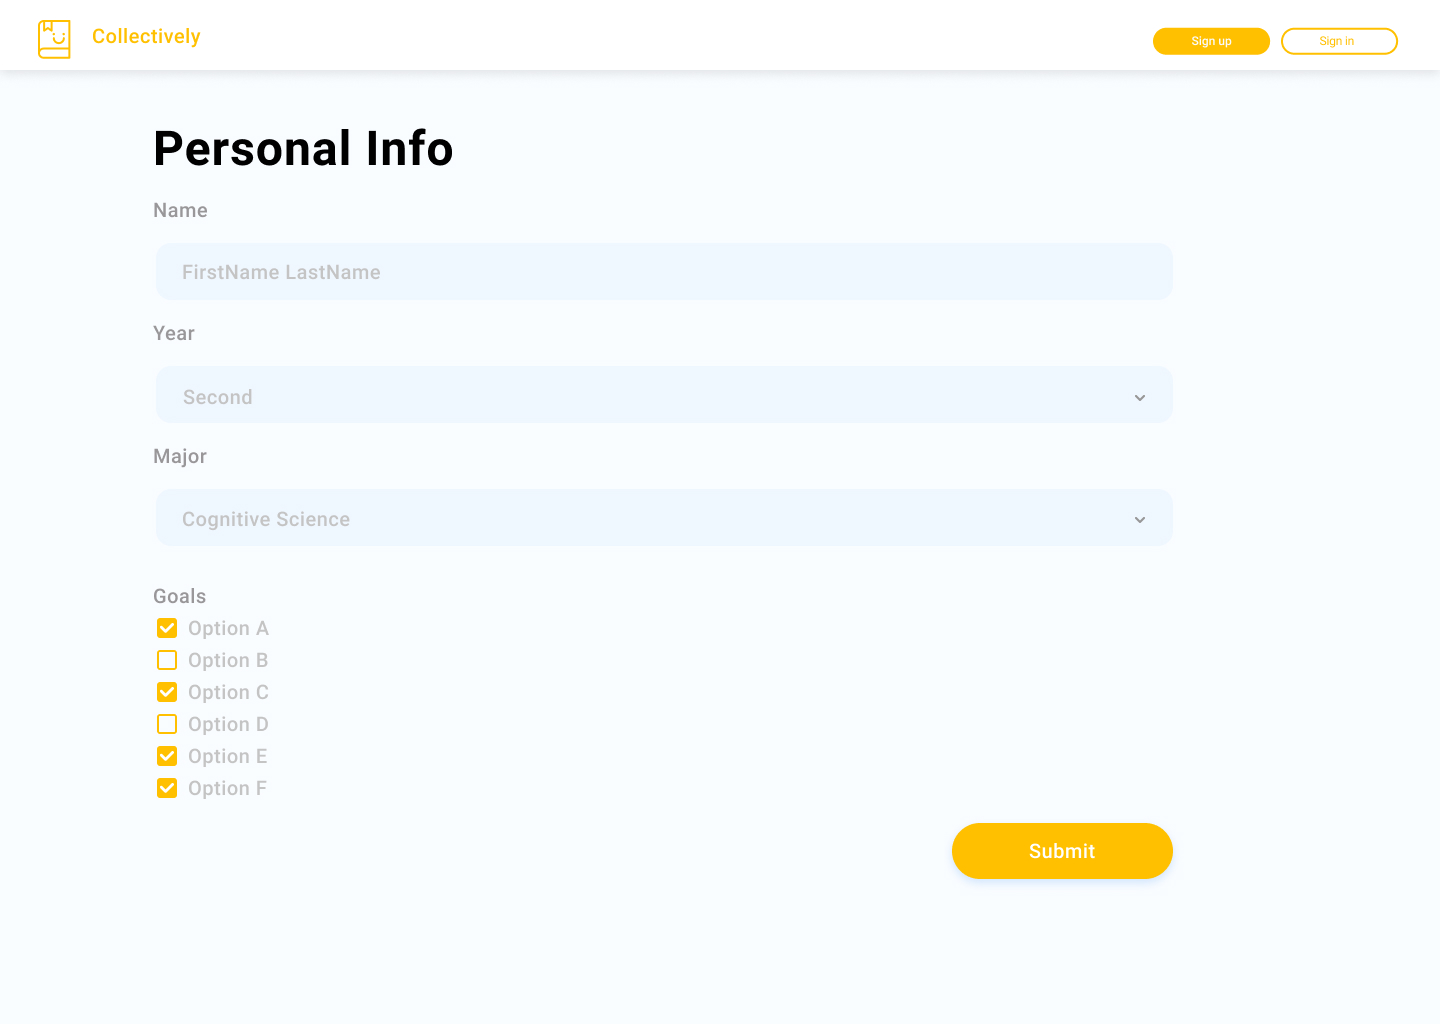 Collectively
Sign up
Sign in
Personal Info
Name
FirstName LastName
Year
Second
Major
Cognitive Science
Goals
Option A
Option B
Option C
Option D
Option E
Option F
Submit